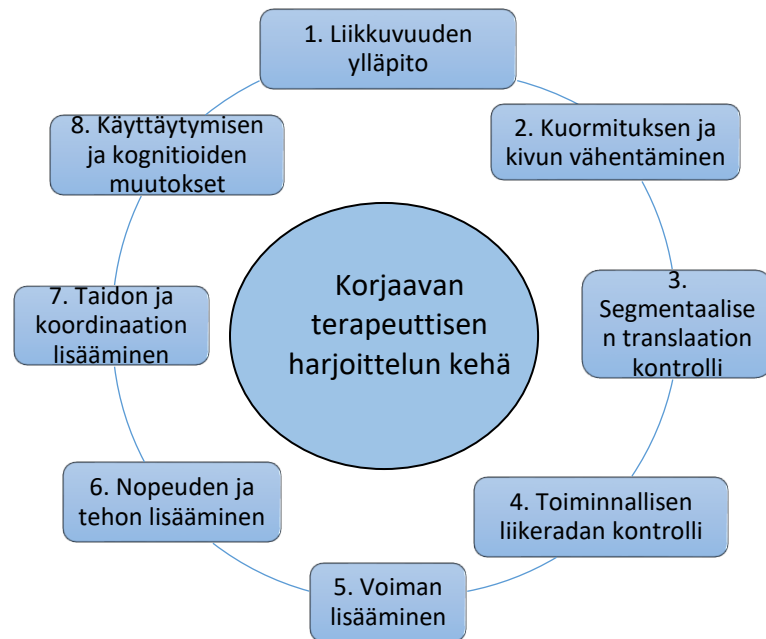 1. Liikkuvuuden
ylläpito
2. Kuormituksen ja
kivun vähentäminen
3.
Segmentaalise
n translaation
kontrolli
4. Toiminnallisen
liikeradan kontrolli
5. Voiman
lisääminen
6. Nopeuden ja
tehon lisääminen
7. Taidon ja
koordinaation
lisääminen
8. Käyttäytymisen
ja kognitioiden
muutokset
Korjaavan
terapeuttisen
harjoittelun kehä